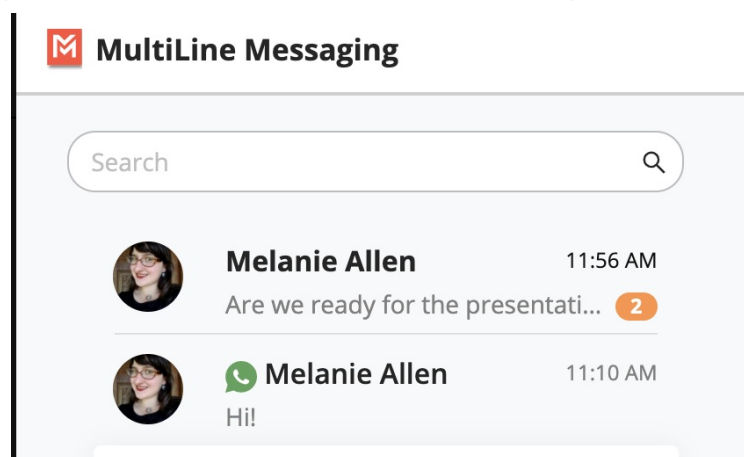 MultiLine Messaging
Search
Melanie Allen 11:56 AM
Are we ready for the presentati... 2
Melanie Allen 11:10 AM
Hi!